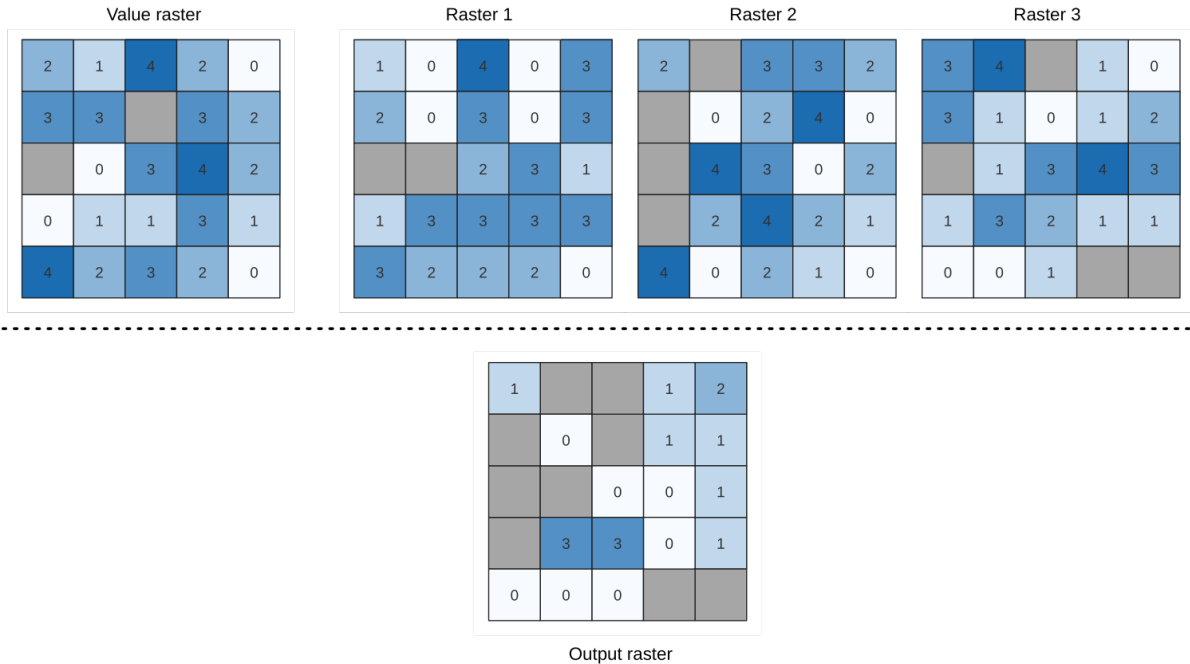 Value raster Raster 1 Raster 2 Raster 3
2 1 4 2 0 1 0 4 0 3 2 3 3 2 3 4 1 0
3 3 3 2 2 0 3 0 3 0 2 4 0 3 1 0 1 2
0 3 4 2 2 3 1 4 3 0 2 1 3 4 3
0 1 1 3 1 1 3 3 3 3 2 4 2 1 1 3 2 1 1
4 2 3 2 0 3 2 2 2 0 4 0 2 1 0 0 0 1
1 1 2
0 1 1
0 0 1
3 3 0 1
0 0 0
Output raster